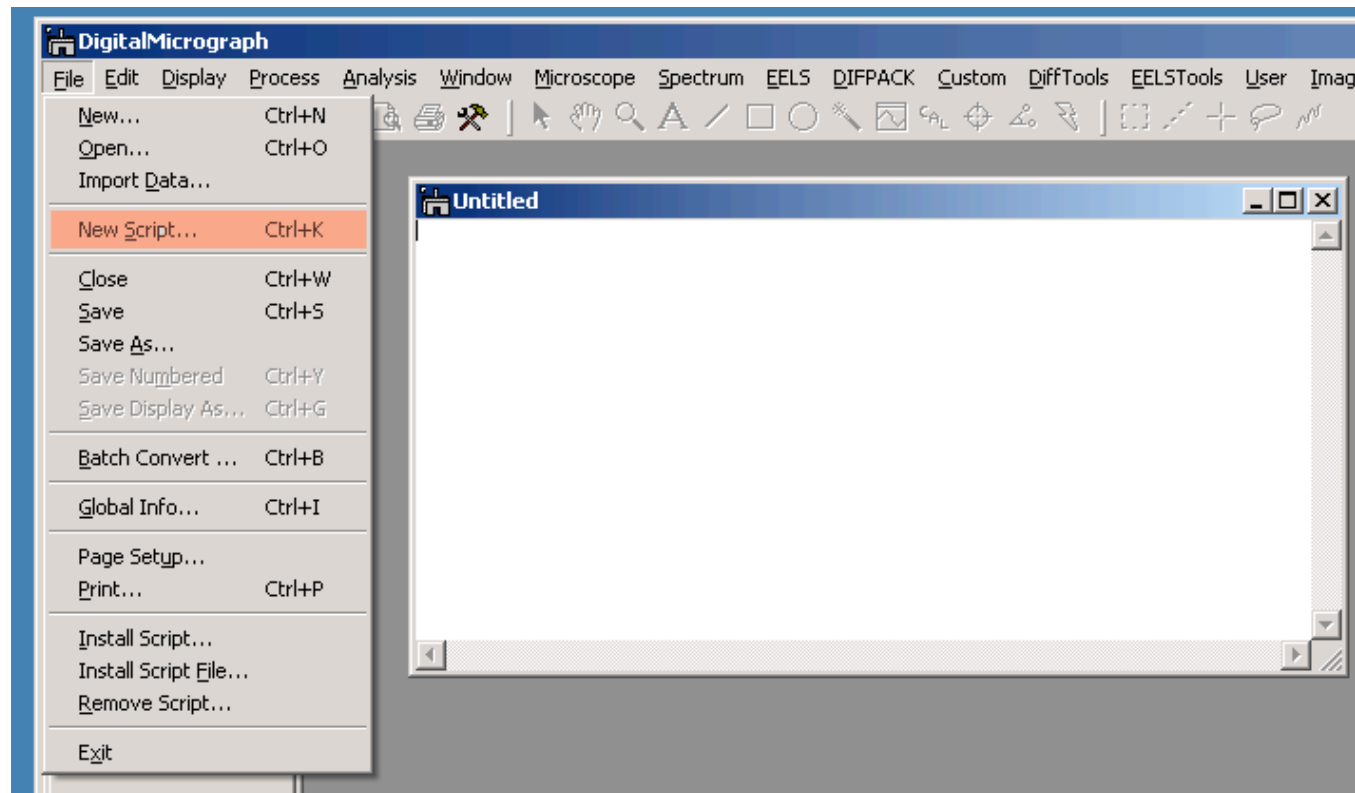 DigitalMicrograph
File Edit Display Process Analysis Window Microscope Spectrum EELS DIFPACK Custom DiffTools EELSTools User Imag
New... Ctrl+N
Open... Ctrl+O
Import Data...
New Script... Ctrl+K
Close Ctrl+W
Save Ctrl+S
Save As...
Save Numbered Ctrl+Y
Save Display As... Ctrl+G
Batch Convert ... Ctrl+B
Global Info... Ctrl+I
Page Setup...
Print... Ctrl+P
Install Script...
Install Script File...
Remove Script...
Exit
A
CAL
Untitled